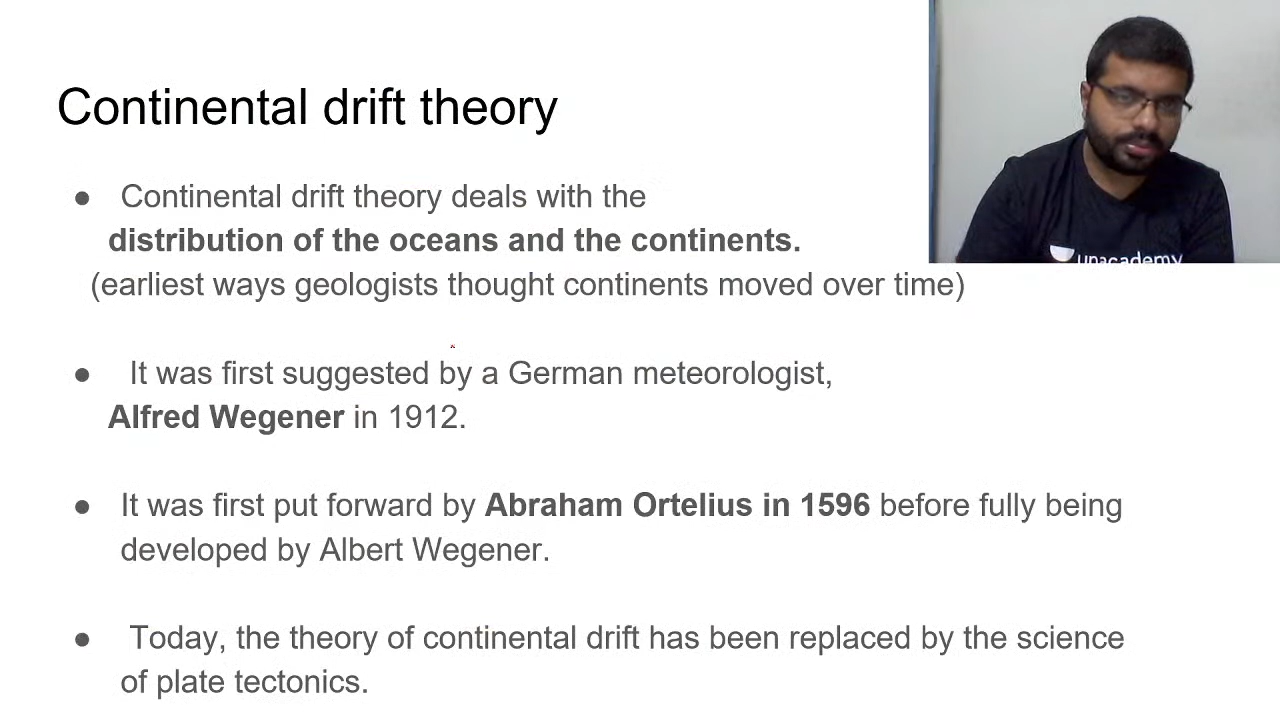 Continental drift theory
● Continental drift theory deals with the
distribution of the oceans and the continents.
(earliest ways geologists thought continents moved over time)
● It was first suggested by a German meteorologist,
Alfred Wegener in 1912.
● It was first put forward by Abraham Ortelius in 1596 before fully being
developed by Albert Wegener.
● Today, the theory of continental drift has been replaced by the science
of plate tectonics.
unacademy